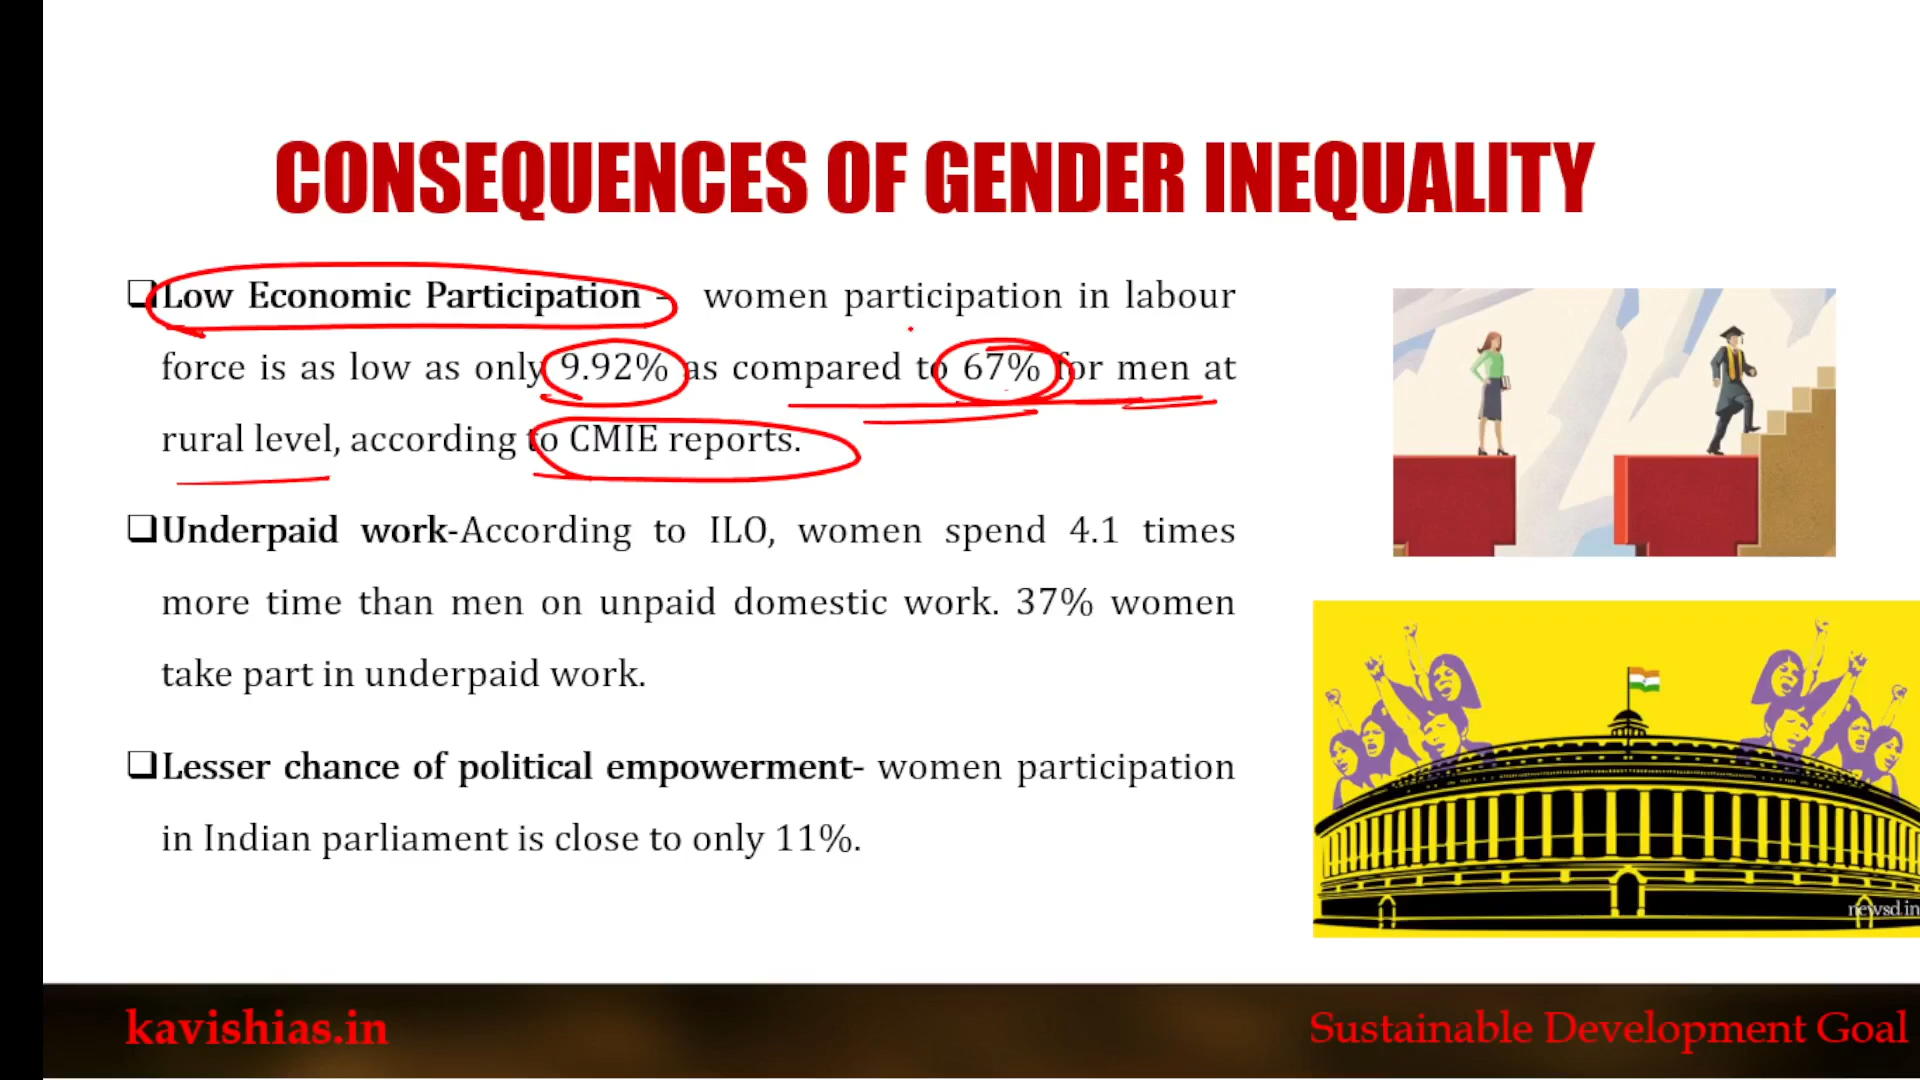 CONSEQUENCES OF GENDER INEQUALITY
❑Low Economic Participation – women participation in labour
force is as low as only 9.92% as compared to 67% for men at
rural level, according to CMIE reports.
❑Underpaid work-According to ILO, women spend 4.1 times
more time than men on unpaid domestic work. 37% women
take part in underpaid work.
❑Lesser chance of political empowerment- women participation
in Indian parliament is close to only 11%.
newsd.in
kavishias.in
Sustainable Development Goal